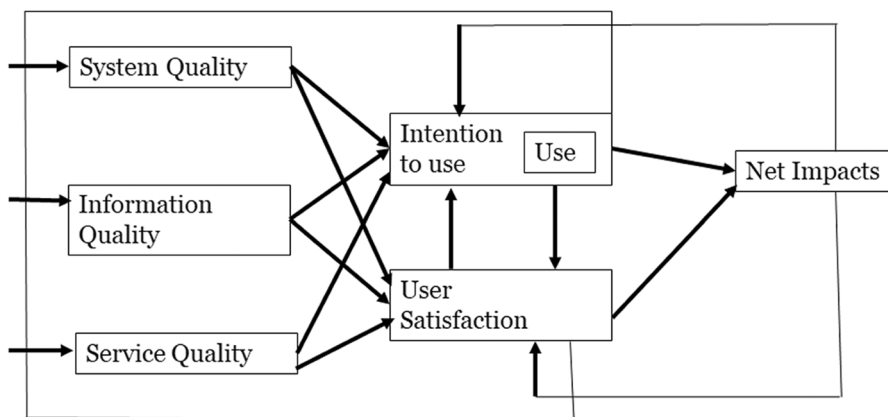 System Quality
Intention
to use
Use
Net Impacts
Information
Quality
User
Satisfaction
Service Quality